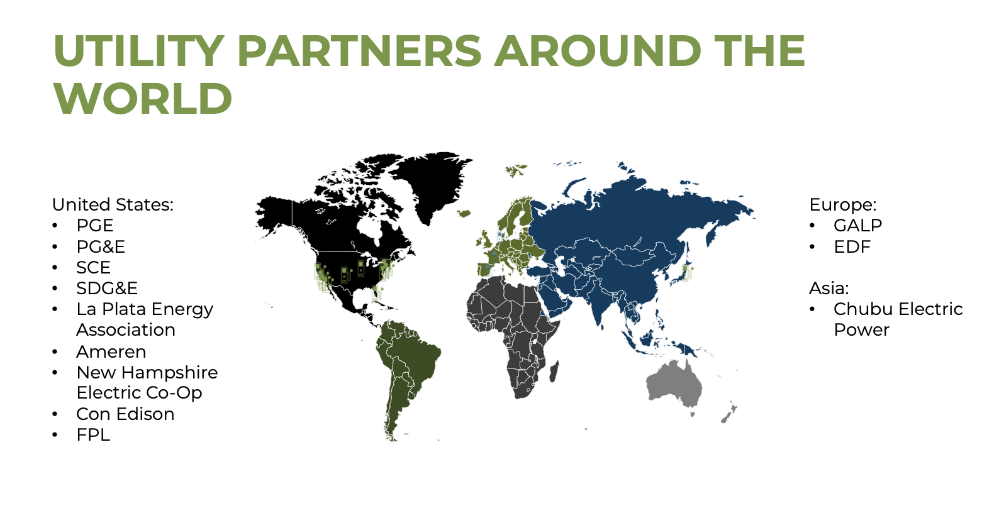 UTILITY PARTNERS AROUND THE
WORLD
United States:
• PGE
• PG&E
• SCE
• SDG&E
• La Plata Energy
Association
• Ameren
• New Hampshire
Electric Co-Op
• Con Edison
• FPL
Europe:
• GALP
• EDF
Asia:
• Chubu Electric
Power